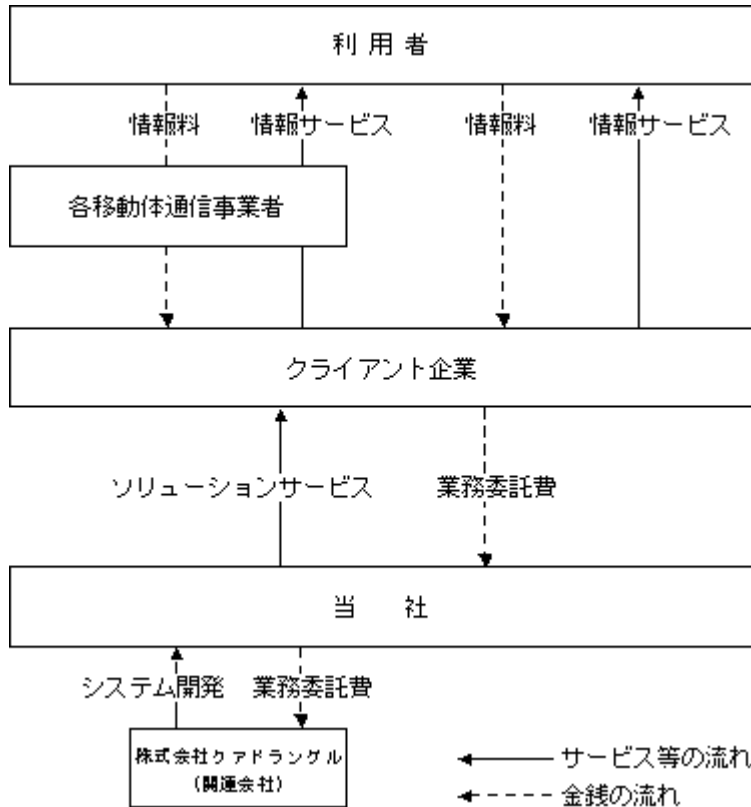 利用者
情報料 情報サービス 情報料 情報サービス
各移動体通信事業者
クライアント企業
ソリューションサービス 業務委託費
当 社
システム開発 業務委託費
株式会社クアドラングル
(関連会社)
サービス等の流れ
金銭の流れ